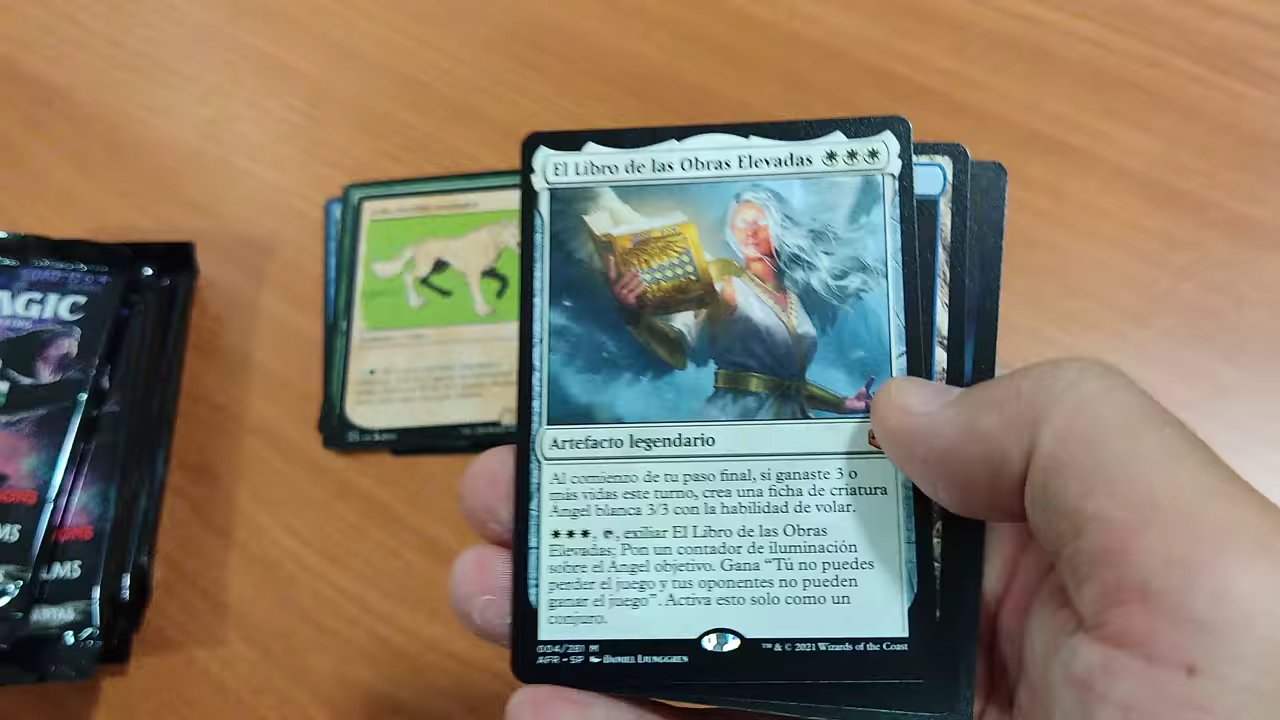 AGIC
El Libro de las Obras Elevadas
Artefacto legendario
Al comienzo de tu paso final, si ganaste 3 o
más vidas este turno, crea una ficha de criatura
Ángel blanca 3/3 con la habilidad de volar.
, , exiliar El Libro de las Obras
Elevadas: Pon un contador de iluminación
sobre el Ángel objetivo. Gana “Tú no puedes
perder el juego y tus oponentes no pueden
ganar el juego”. Activa esto solo como un
conjuro.
004/281 M
AFR • SP Daniel Ljunggren
™ & © 2021 Wizards of the Coast
LMS